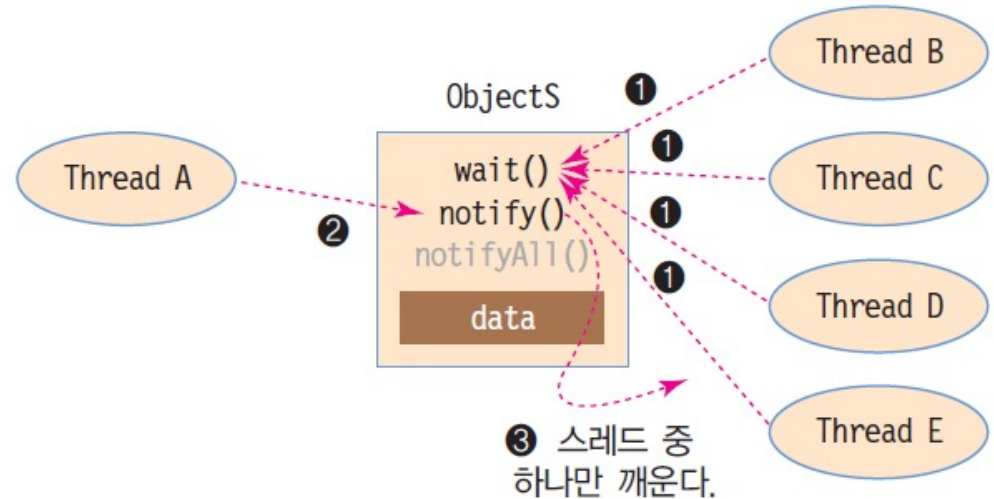 Thread B
ObjectS
❶
Thread A
wait()
❶
Thread C
❷
notify()
❶
notifyAll()
❶
data
Thread D
❸ 스레드 중
하나만 깨운다.
Thread E